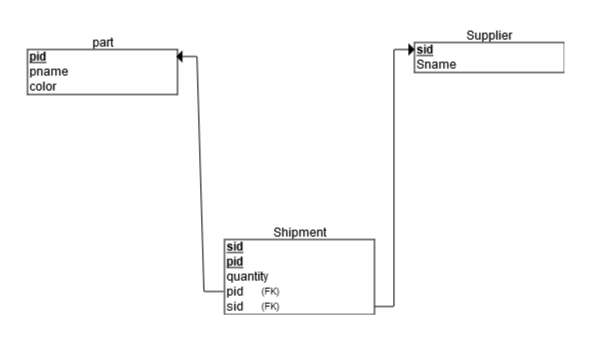 part
pid
pname
color
Supplier
sid
Sname
Shipment
sid
pid
quantity
pid (FK)
sid (FK)